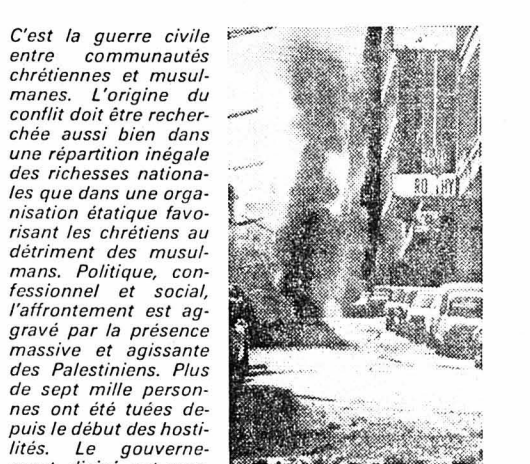 C'est la guerre civile
entre communautés
chrétiennes et musul-
manes. L'origine du
conflit doit être recher-
chée aussi bien dans
une répartition inégale
des richesses nationa-
les que dans une orga-
nisation étatique favo-
risant les chrétiens au
détriment des musul-
mans. Politique, con-
fessionnel et social,
l'affrontement est ag-
gravé par la présence
massive et agissante
des Palestiniens. Plus
de sept mille person-
nes ont été tuées de-
puis le début des hosti-
lités. Le gouverne-